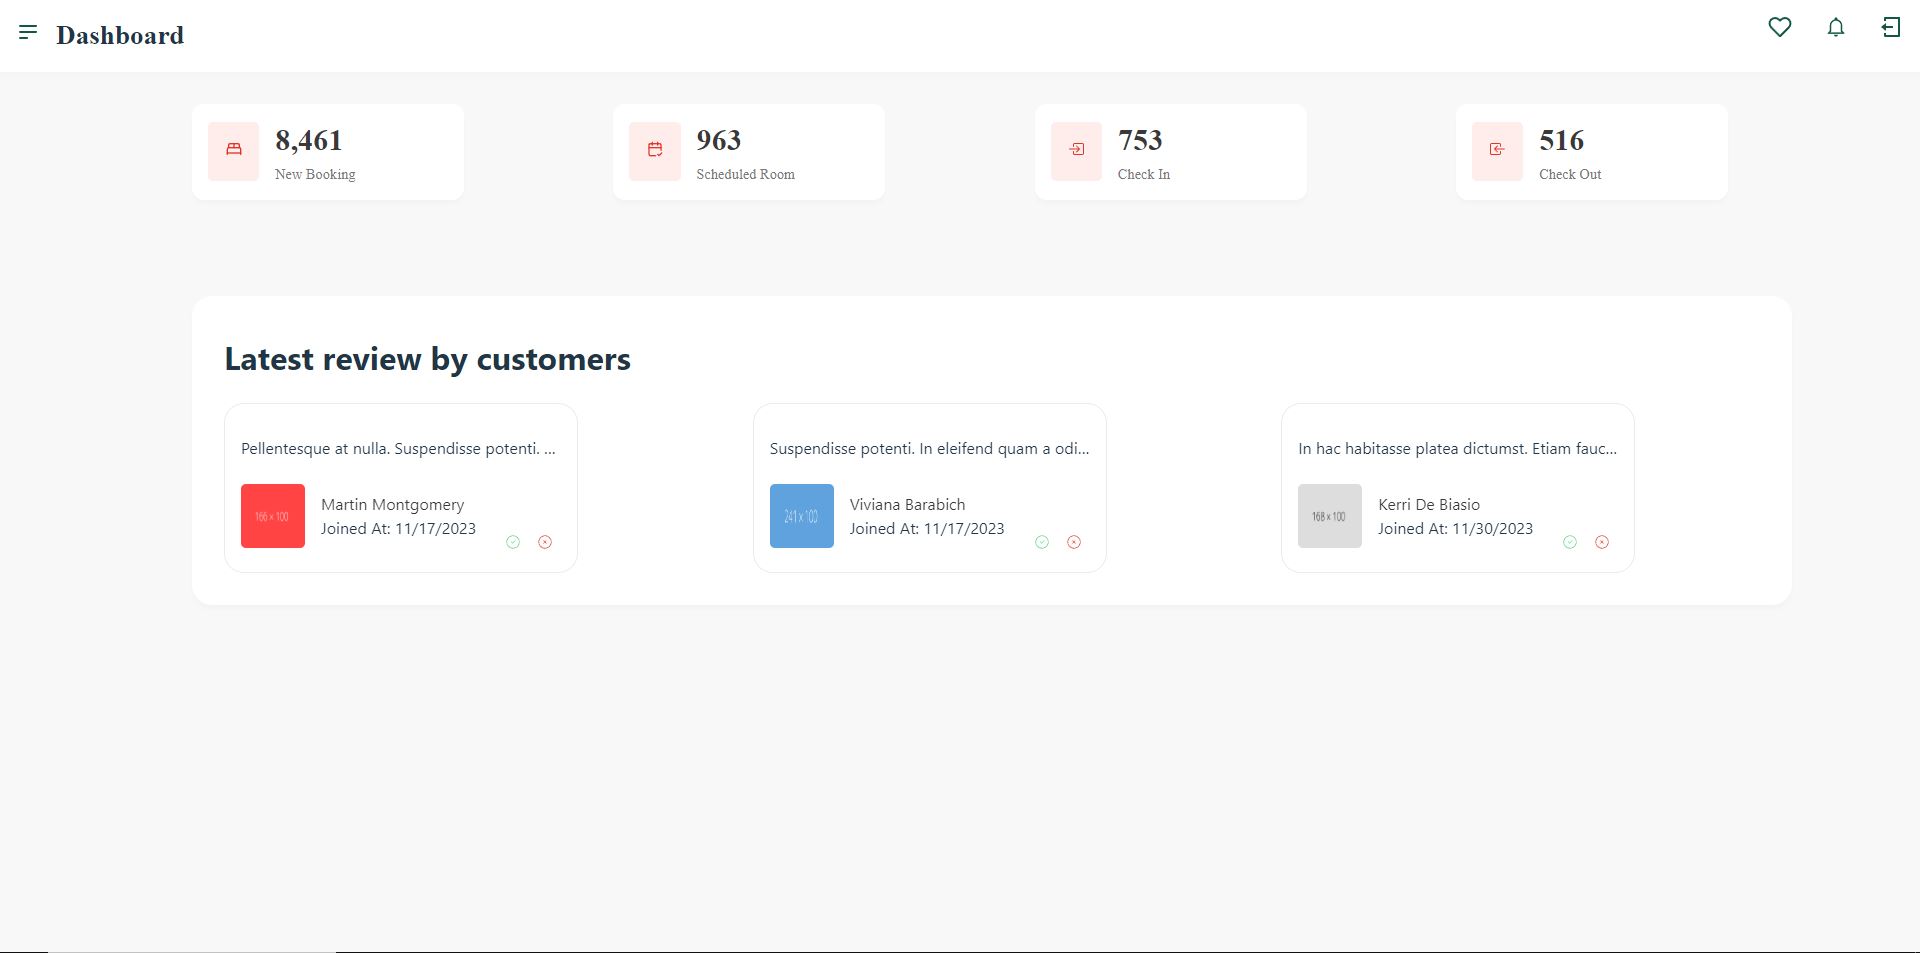 Dashboard
8,461
New Booking
963
Scheduled Room
753
Check In
516
Check Out
Latest review by customers
Pellentesque at nulla. Suspendisse potenti. ...
166 x 100
Martin Montgomery
Joined At: 11/17/2023
Suspendisse potenti. In eleifend quam a odi...
241 x 100
Viviana Barabich
Joined At: 11/17/2023
In hac habitasse platea dictumst. Etiam fauc...
168 x 100
Kerri De Biasio
Joined At: 11/30/2023